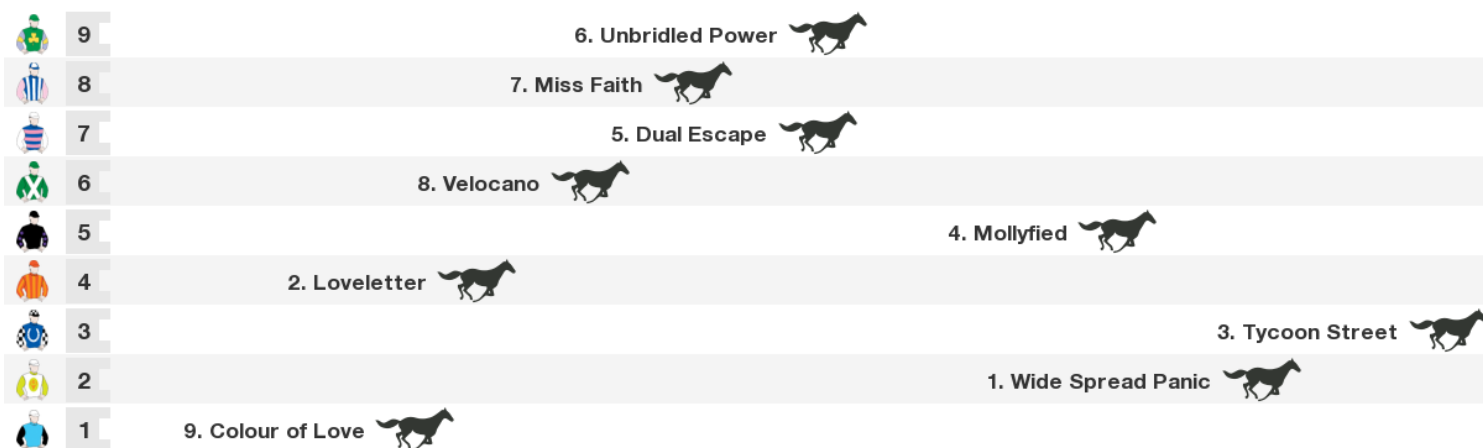 9 6. Unbridled Power
8 7. Miss Faith
7 5. Dual Escape
6 8. Velocano
5 4. Mollyfied
4 2. Loveletter
3 3. Tycoon Street
2 1. Wide Spread Panic
1 9. Colour of Love